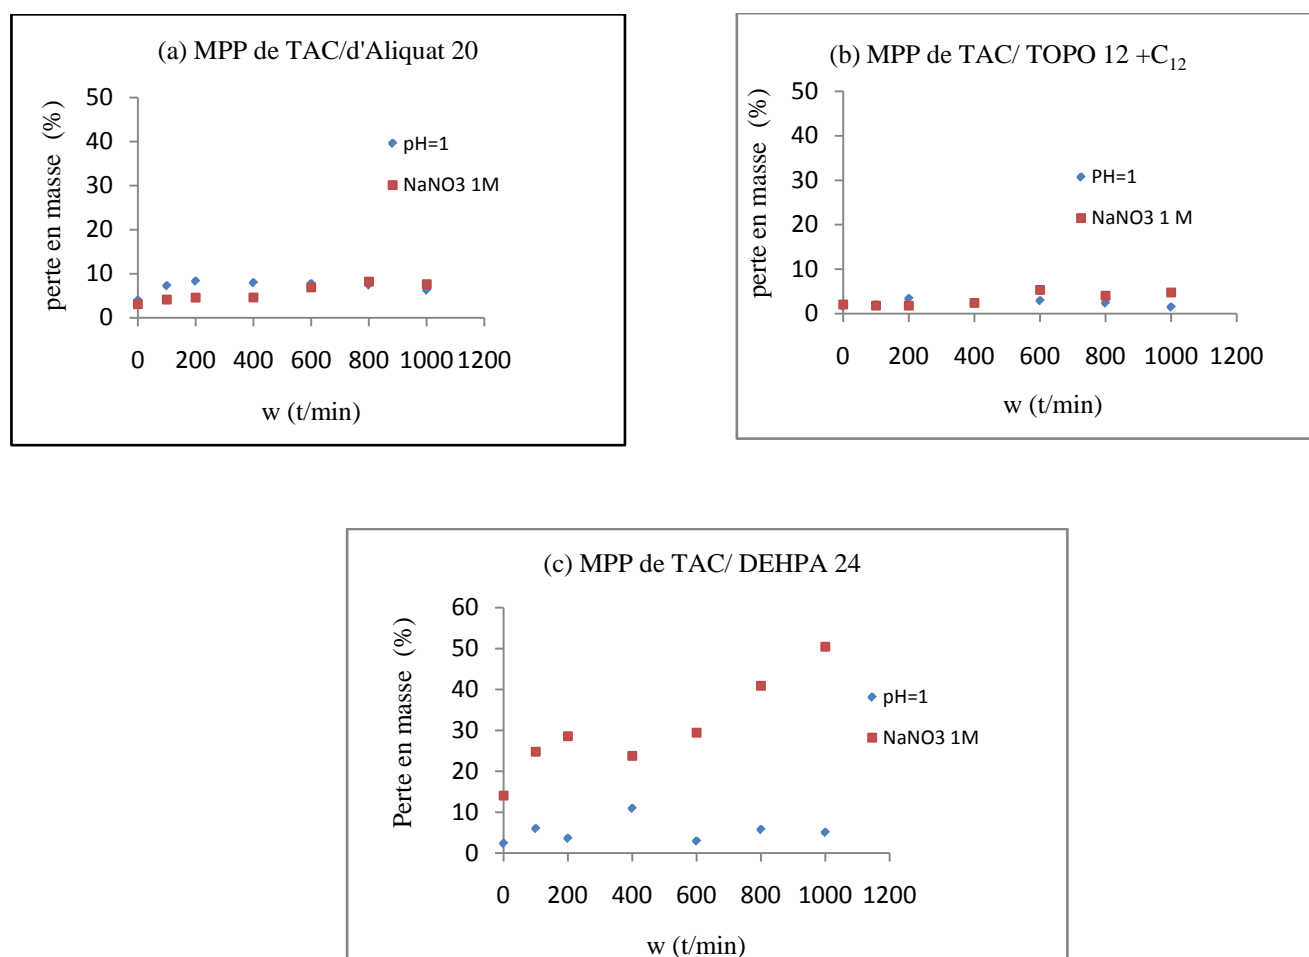 (a) MPP de TAC/d'Aliquat 20
perte en masse (%)
50
40
30
20
10
0
pH=1
NaNO3 1M
0 200 400 600 800 1000 1200
w (t/min)
(b) MPP de TAC/ TOPO 12 +C12
perte en masse (%)
50
40
30
20
10
0
PH=1
NaNO3 1 M
0 200 400 600 800 1000 1200
w (t/min)
(c) MPP de TAC/ DEHPA 24
Perte en masse (%)
60
50
40
30
20
10
0
pH=1
NaNO3 1M
0 200 400 600 800 1000 1200
w (t/min)